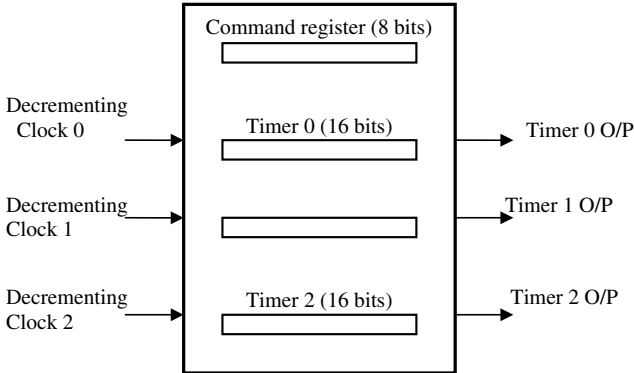 Command register (8 bits)
Decrementing
Clock 0
Timer 0 (16 bits)
Timer 0 O/P
Decrementing
Clock 1
Timer 1 O/P
Decrementing
Clock 2
Timer 2 (16 bits)
Timer 2 O/P